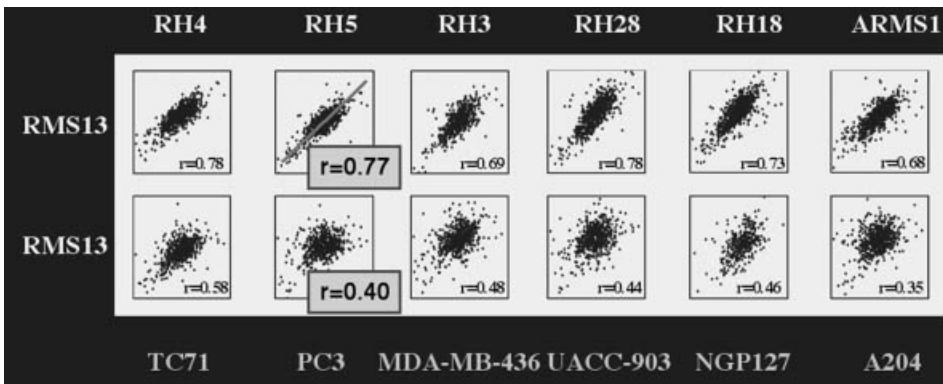 RH4 RH5 RH3 RH28 RH18 ARMS1
RMS13
r=0.78 r=0.77 r=0.69 r=0.78 r=0.73 r=0.68
RMS13
r=0.58 r=0.40 r=0.48 r=0.44 r=0.46 r=0.35
TC71 PC3 MDA-MB-436 UACC-903 NGP127 A204